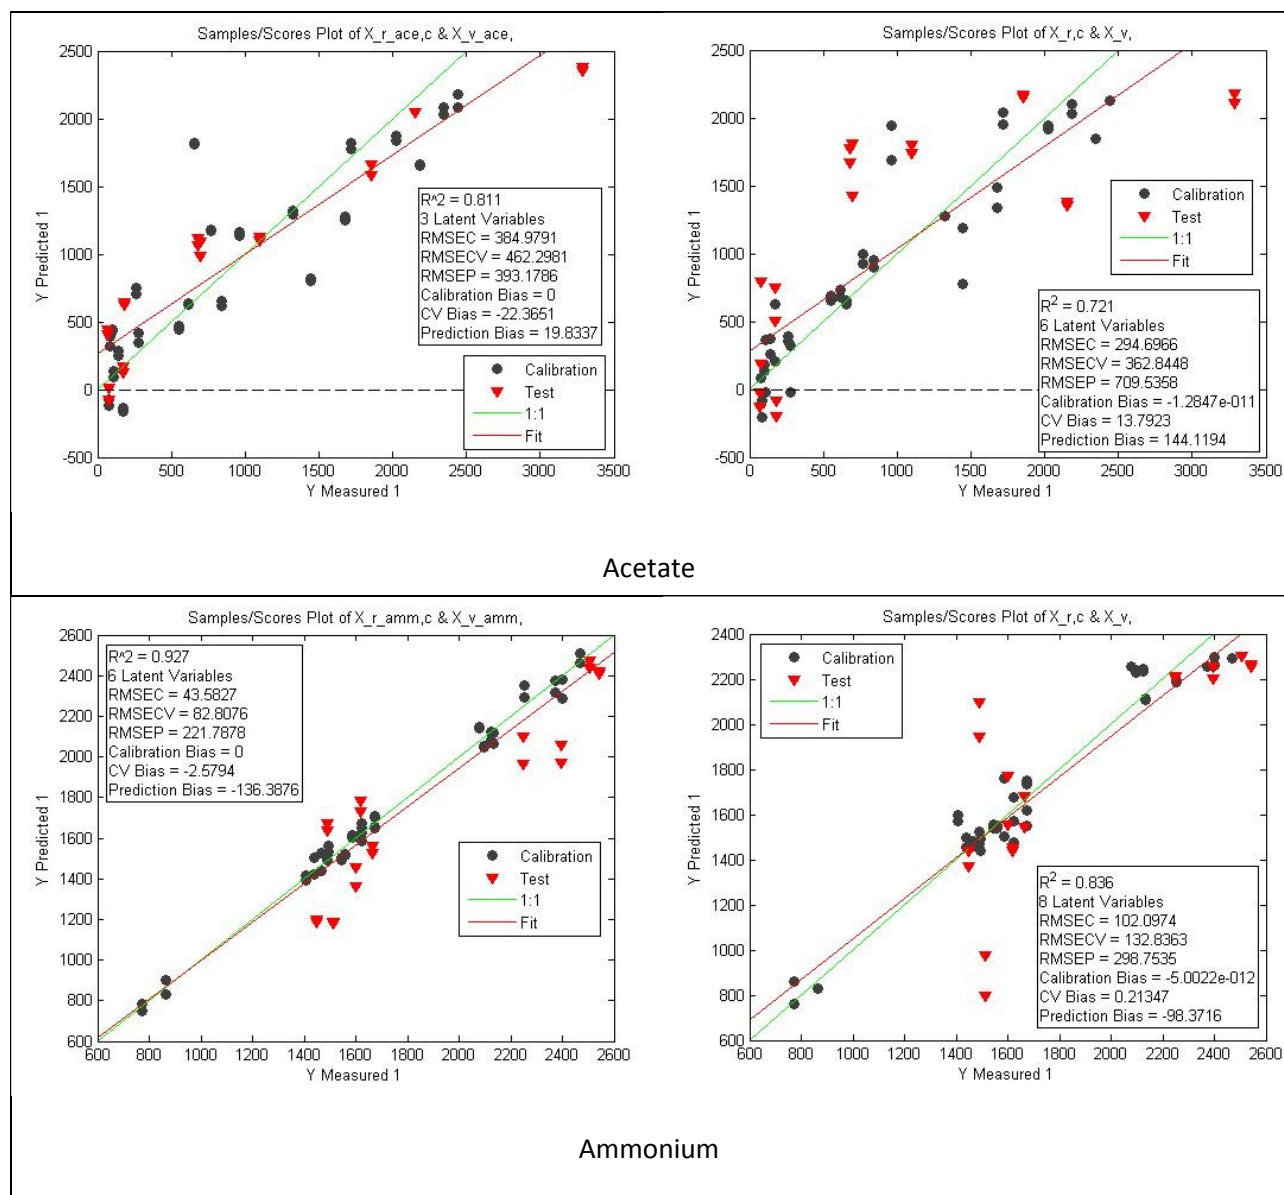 Samples/Scores Plot of X_r_ace,c & X_v_ace,
2500
2000
1500
1000
500
0
-500
0 500 1000 1500 2000 2500 3000 3500
Y Measured 1
Y Predicted 1
R^2 = 0.811
3 Latent Variables
RMSEC = 384.9791
RMSECV = 462.2981
RMSEP = 393.1786
Calibration Bias = 0
CV Bias = -22.3651
Prediction Bias = 19.8337
Calibration
Test
1:1
Fit
Samples/Scores Plot of X_r,c & X_v,
2500
2000
1500
1000
500
0
-500
0 500 1000 1500 2000 2500 3000 3500
Y Measured 1
Y Predicted 1
Calibration
Test
1:1
Fit
R² = 0.721
6 Latent Variables
RMSEC = 294.6966
RMSECV = 362.8448
RMSEP = 709.5358
Calibration Bias = -1.2847e-011
CV Bias = 13.7923
Prediction Bias = 144.1194
Acetate
Samples/Scores Plot of X_r_amm,c & X_v_amm,
2600
2400
2200
2000
1800
1600
1400
1200
1000
800
600
600 800 1000 1200 1400 1600 1800 2000 2200 2400 2600
Y Measured 1
Y Predicted 1
R^2 = 0.927
6 Latent Variables
RMSEC = 43.5827
RMSECV = 82.8076
RMSEP = 221.7878
Calibration Bias = 0
CV Bias = -2.5794
Prediction Bias = -136.3876
Calibration
Test
1:1
Fit
Samples/Scores Plot of X_r,c & X_v,
2400
2200
2000
1800
1600
1400
1200
1000
800
600
600 800 1000 1200 1400 1600 1800 2000 2200 2400 2600
Y Measured 1
Y Predicted 1
Calibration
Test
1:1
Fit
R² = 0.836
8 Latent Variables
RMSEC = 102.0974
RMSECV = 132.8363
RMSEP = 298.7535
Calibration Bias = -5.0022e-012
CV Bias = 0.21347
Prediction Bias = -98.3716
Ammonium